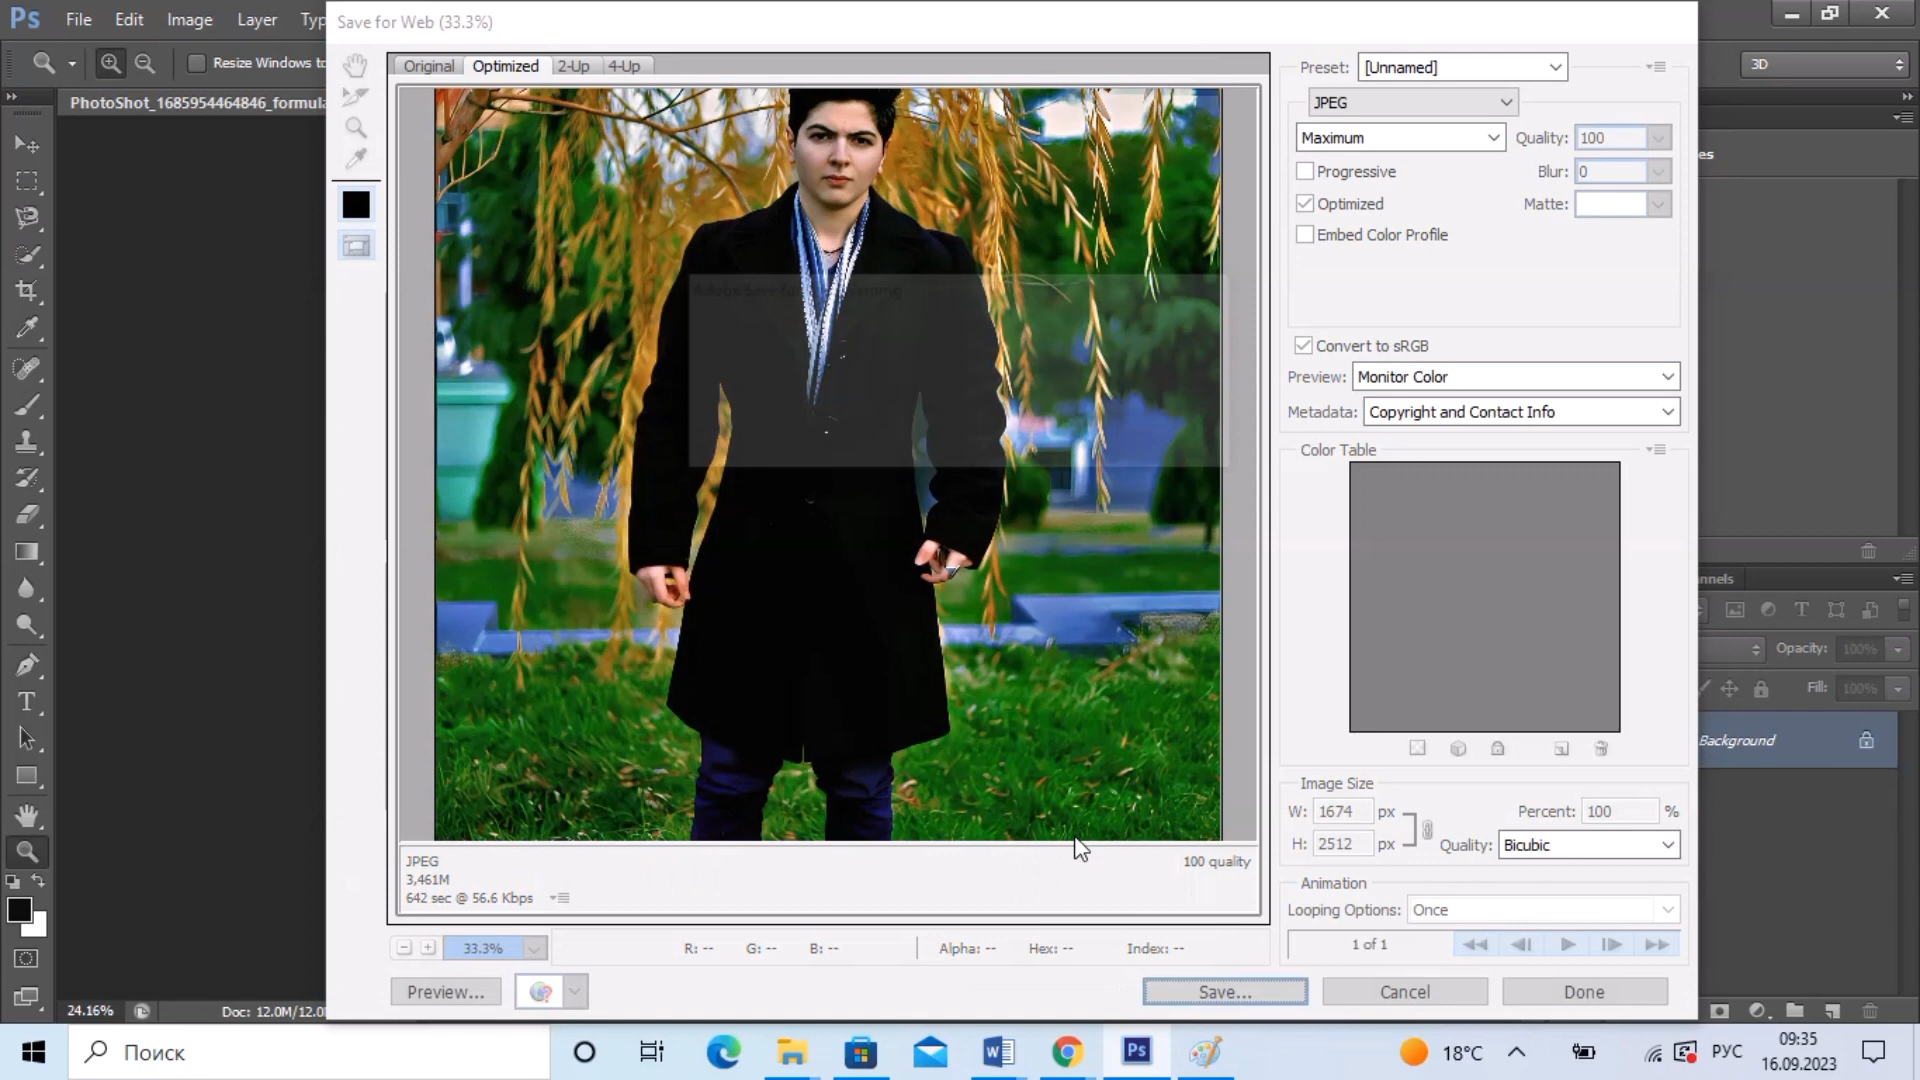 Ps File Edit Image Layer Typ
Save for Web (33.3%)
Resize Windows to
3D
PhotoShot_1685954464846_formula
Original Optimized 2-Up 4-Up
Preset: [Unnamed]
JPEG
Maximum Quality: 100
Progressive Blur: 0
Optimized Matte:
Embed Color Profile
Convert to sRGB
Preview: Monitor Color
Metadata: Copyright and Contact Info
Color Table
es
nnels
Opacity: 100%
Fill: 100%
Background
Image Size
W: 1674 px Percent: 100 %
H: 2512 px Quality: Bicubic
Animation
Looping Options: Once
1 of 1
JPEG 100 quality
3,461M
642 sec @ 56.6 Kbps
33.3% R: -- G: -- B: -- Alpha: -- Hex: -- Index: --
Preview... Save... Cancel Done
24.16% Doc: 12.0M/12.0
Поиск
Ps
18°C
РУС
09:35
16.09.2023